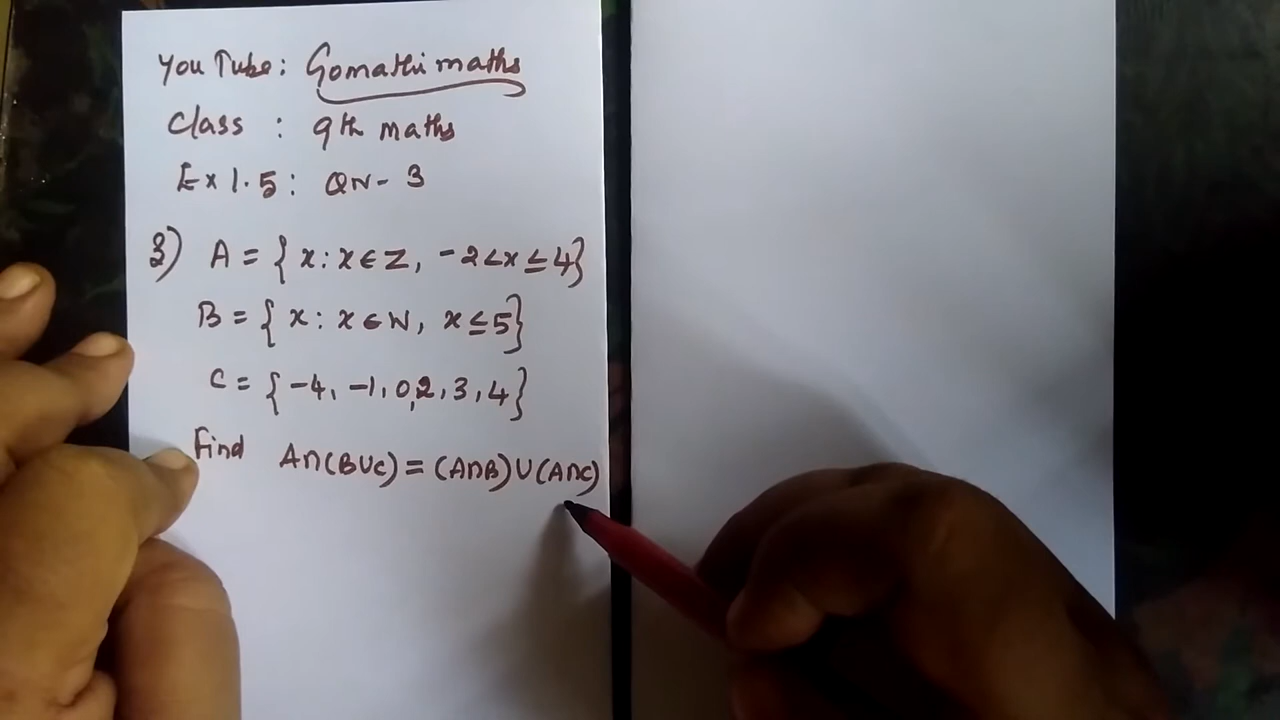 You Tube: Gomathi maths
Class : 9th maths
Ex 1.5: QN- 3
3) A = { x : x ∈ Z, -2 < x ≤ 4}
B = { x : x ∈ W, x ≤ 5}
C = { -4, -1, 0, 2, 3, 4}
Find A∩(B∪C) = (A∩B)∪(A∩C)